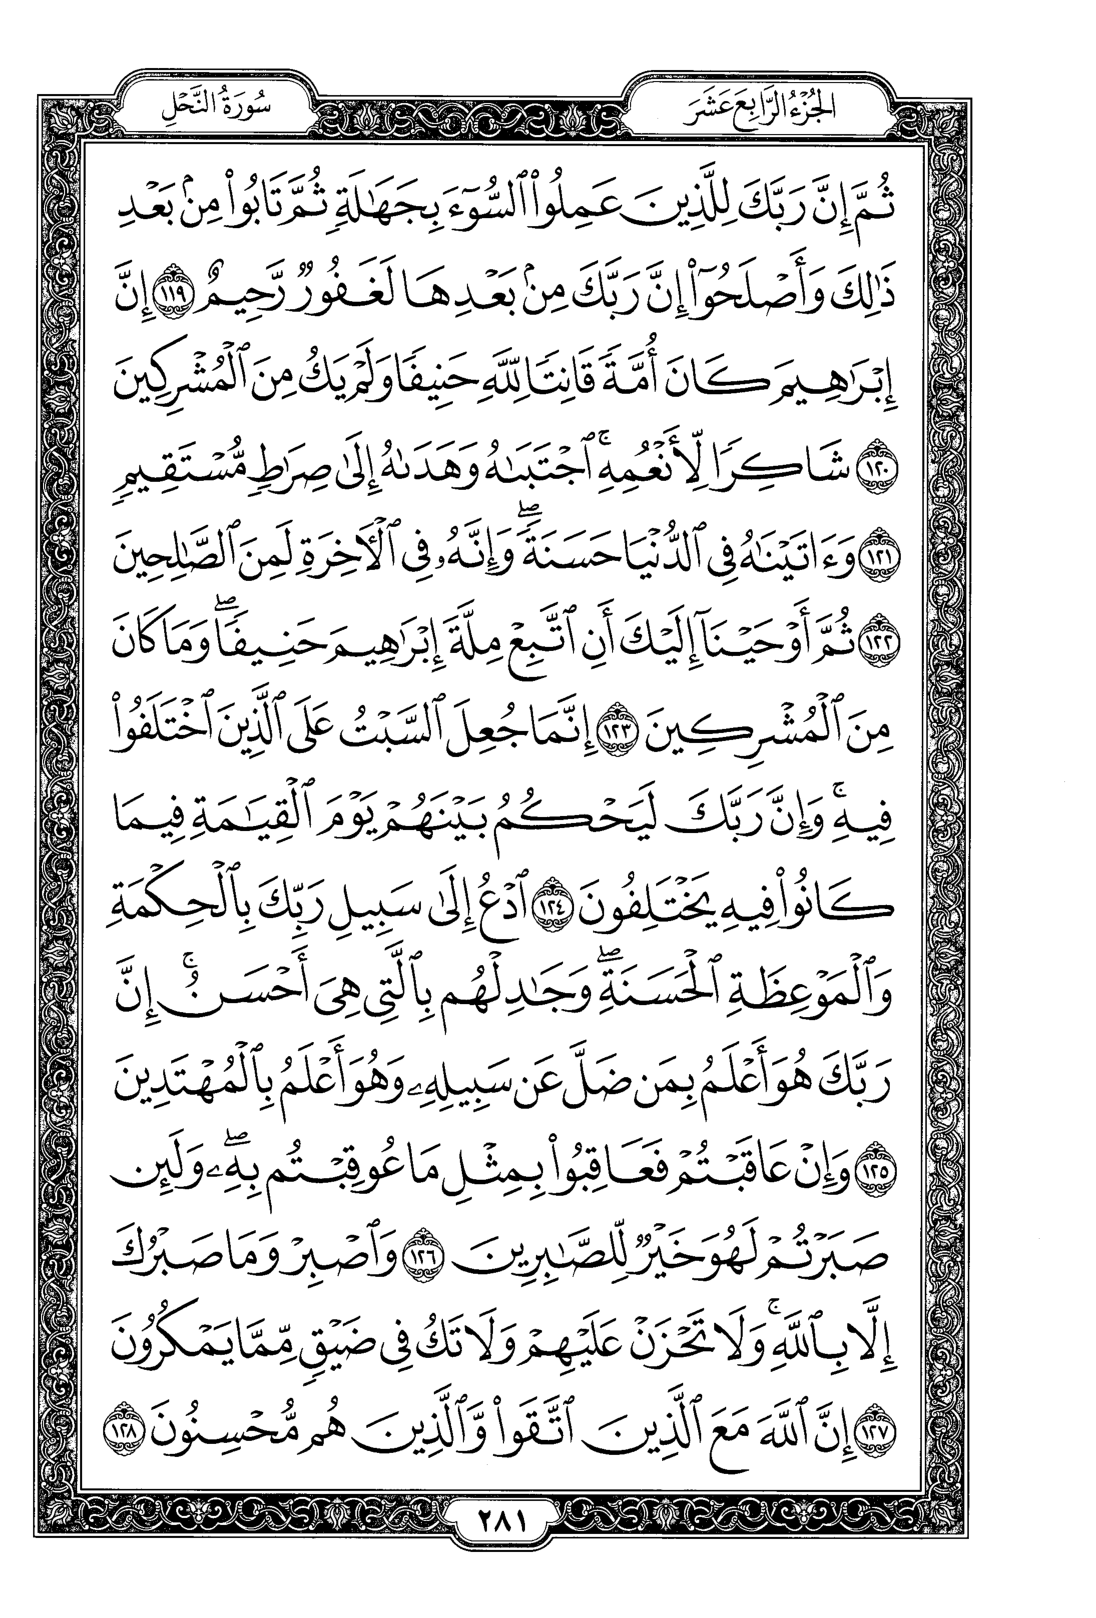 الجُزْءُ الرَّابِعَ عَشَرَ
سُورَةُ النَّحْلِ
ثُمَّ إِنَّ رَبَّكَ لِلَّذِينَ عَمِلُواْ ٱلسُّوٓءَ بِجَهَٰلَةٖ ثُمَّ تَابُواْ مِنۢ بَعۡدِ
ذَٰلِكَ وَأَصۡلَحُوٓاْ إِنَّ رَبَّكَ مِنۢ بَعۡدِهَا لَغَفُورٞ رَّحِيمٌ ١١٩ إِنَّ
إِبۡرَٰهِيمَ كَانَ أُمَّةٗ قَانِتٗا لِّلَّهِ حَنِيفٗا وَلَمۡ يَكُ مِنَ ٱلۡمُشۡرِكِينَ
١٢٠ شَاكِرٗا لِّأَنۡعُمِهِۚ ٱجۡتَبَىٰهُ وَهَدَىٰهُ إِلَىٰ صِرَٰطٖ مُّسۡتَقِيمٖ
١٢١ وَءَاتَيۡنَٰهُ فِي ٱلدُّنۡيَا حَسَنَةٗۖ وَإِنَّهُۥ فِي ٱلۡأٓخِرَةِ لَمِنَ ٱلصَّٰلِحِينَ
١٢٢ ثُمَّ أَوۡحَيۡنَآ إِلَيۡكَ أَنِ ٱتَّبِعۡ مِلَّةَ إِبۡرَٰهِيمَ حَنِيفٗاۖ وَمَا كَانَ
مِنَ ٱلۡمُشۡرِكِينَ ١٢٣ إِنَّمَا جُعِلَ ٱلسَّبۡتُ عَلَى ٱلَّذِينَ ٱخۡتَلَفُواْ
فِيهِۚ وَإِنَّ رَبَّكَ لَيَحۡكُمُ بَيۡنَهُمۡ يَوۡمَ ٱلۡقِيَٰمَةِ فِيمَا
كَانُواْ فِيهِ يَخۡتَلِفُونَ ١٢٤ ٱدۡعُ إِلَىٰ سَبِيلِ رَبِّكَ بِٱلۡحِكۡمَةِ
وَٱلۡمَوۡعِظَةِ ٱلۡحَسَنَةِۖ وَجَٰدِلۡهُم بِٱلَّتِي هِيَ أَحۡسَنُۚ إِنَّ
رَبَّكَ هُوَ أَعۡلَمُ بِمَن ضَلَّ عَن سَبِيلِهِۦ وَهُوَ أَعۡلَمُ بِٱلۡمُهۡتَدِينَ
١٢٥ وَإِنۡ عَاقَبۡتُمۡ فَعَاقِبُواْ بِمِثۡلِ مَا عُوقِبۡتُم بِهِۦۖ وَلَئِن
صَبَرۡتُمۡ لَهُوَ خَيۡرٞ لِّلصَّٰبِرِينَ ١٢٦ وَٱصۡبِرۡ وَمَا صَبۡرُكَ
إِلَّا بِٱللَّهِۚ وَلَا تَحۡزَنۡ عَلَيۡهِمۡ وَلَا تَكُ فِي ضَيۡقٖ مِّمَّا يَمۡكُرُونَ
١٢٧ إِنَّ ٱللَّهَ مَعَ ٱلَّذِينَ ٱتَّقَواْ وَّٱلَّذِينَ هُم مُّحۡسِنُونَ ١٢٨
٢٨١